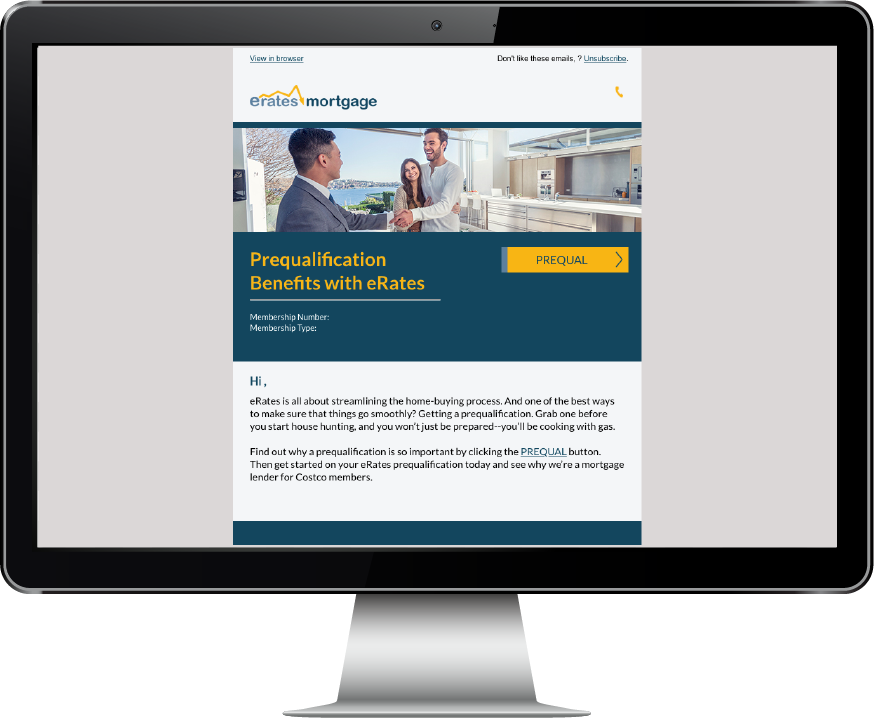 View in browser
Don't like these emails, ? Unsubscribe.
erates mortgage
Prequalification
Benefits with eRates
PREQUAL
Membership Number:
Membership Type:
Hi ,
eRates is all about streamlining the home-buying process. And one of the best ways
to make sure that things go smoothly? Getting a prequalification. Grab one before
you start house hunting, and you won't just be prepared--you'll be cooking with gas.
Find out why a prequalification is so important by clicking the PREQUAL button.
Then get started on your eRates prequalification today and see why we're a mortgage
lender for Costco members.